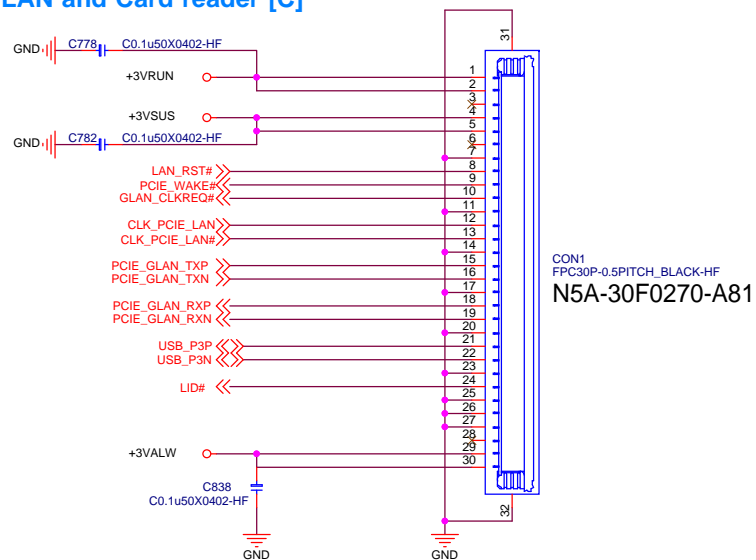 LAN and Card reader [C]
31
GND C778 C0.1u50X0402-HF
+3VRUN 1
2
3
+3VSUS 4
5
GND C782 C0.1u50X0402-HF 6
7
LAN_RST# 8
PCIE_WAKE# 9
GLAN_CLKREQ# 10
11
CLK_PCIE_LAN 12
CLK_PCIE_LAN# 13
14
PCIE_GLAN_TXP 15
PCIE_GLAN_TXN 16
17
PCIE_GLAN_RXP 18
PCIE_GLAN_RXN 19
20
USB_P3P 21
USB_P3N 22
23
LID# 24
25
26
27
28
+3VALW 29
30
CON1
FPC30P-0.5PITCH_BLACK-HF
N5A-30F0270-A81
C838
C0.1u50X0402-HF
32
GND
GND